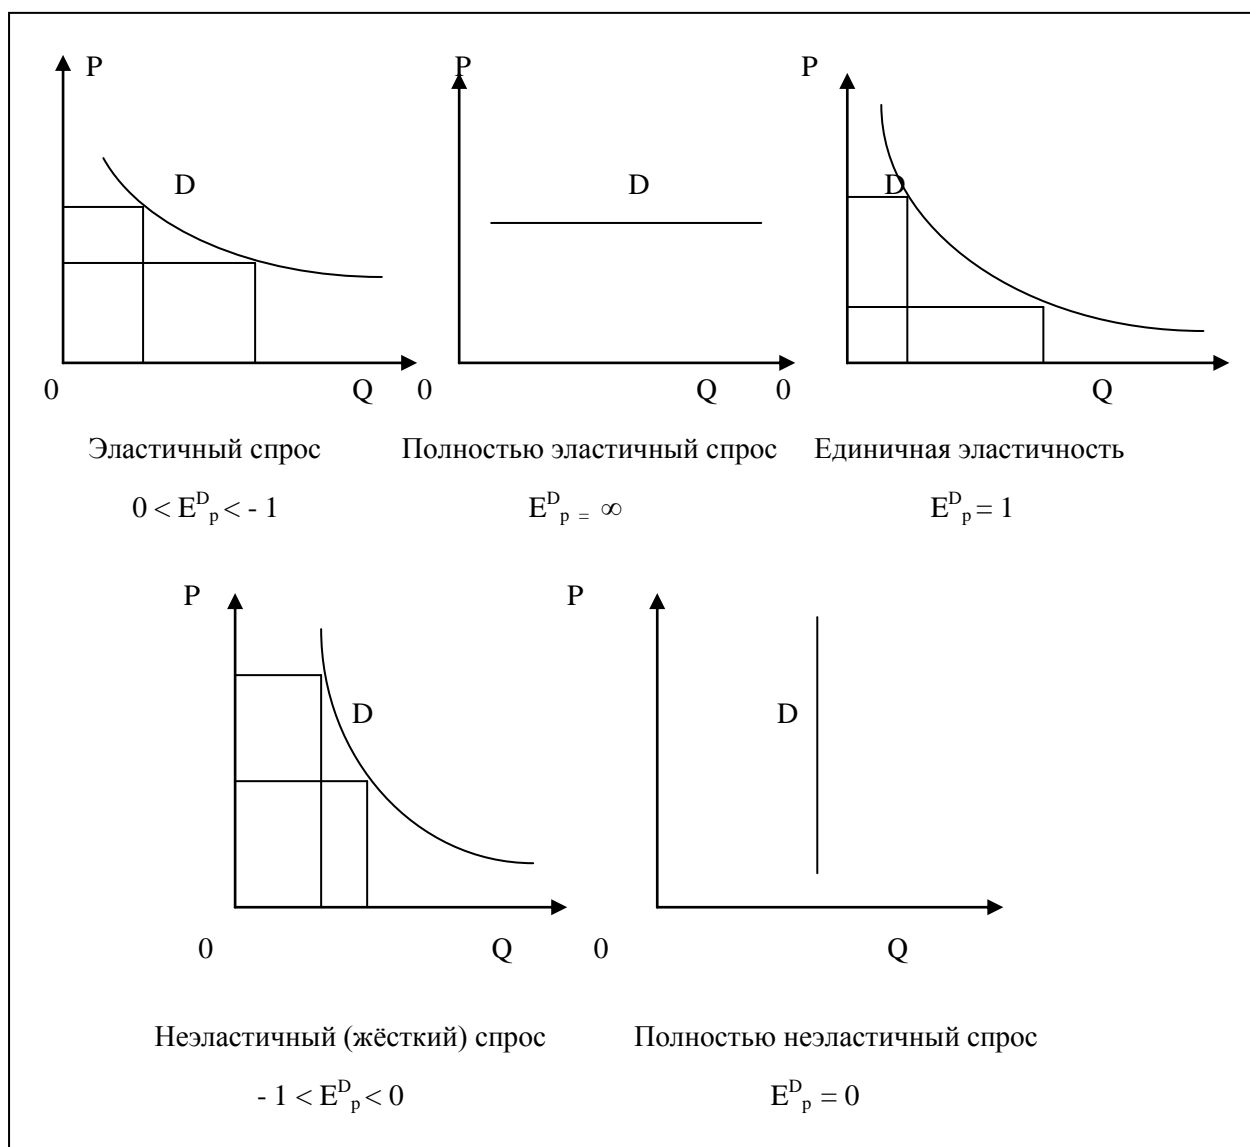 P P P
D D D
0 Q 0 Q 0 Q
Эластичный спрос Полностью эластичный спрос Единичная эластичность
0 < E^D_p < - 1 E^D_p = ∞ E^D_p = 1
P P
D D
0 Q 0 Q
Неэластичный (жёсткий) спрос Полностью неэластичный спрос
- 1 < E^D_p < 0 E^D_p = 0